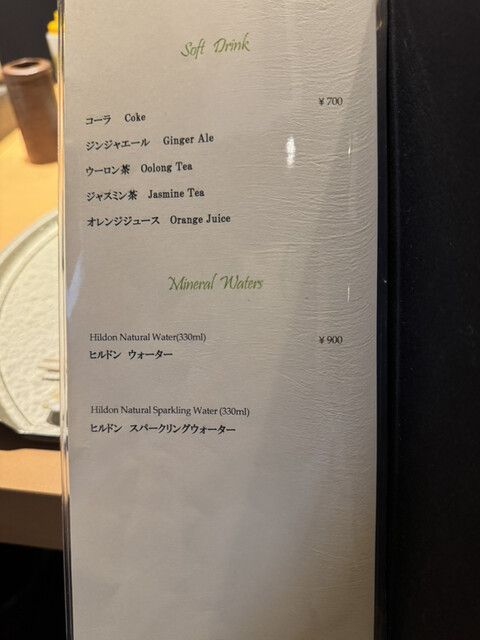 Soft Drink
¥700
コーラ Coke
ジンジャエール Ginger Ale
ウーロン茶 Oolong Tea
ジャスミン茶 Jasmine Tea
オレンジジュース Orange Juice
Mineral Waters
Hildon Natural Water(330ml) ¥900
ヒルドン ウォーター
Hildon Natural Sparkling Water (330ml)
ヒルドン スパークリングウォーター